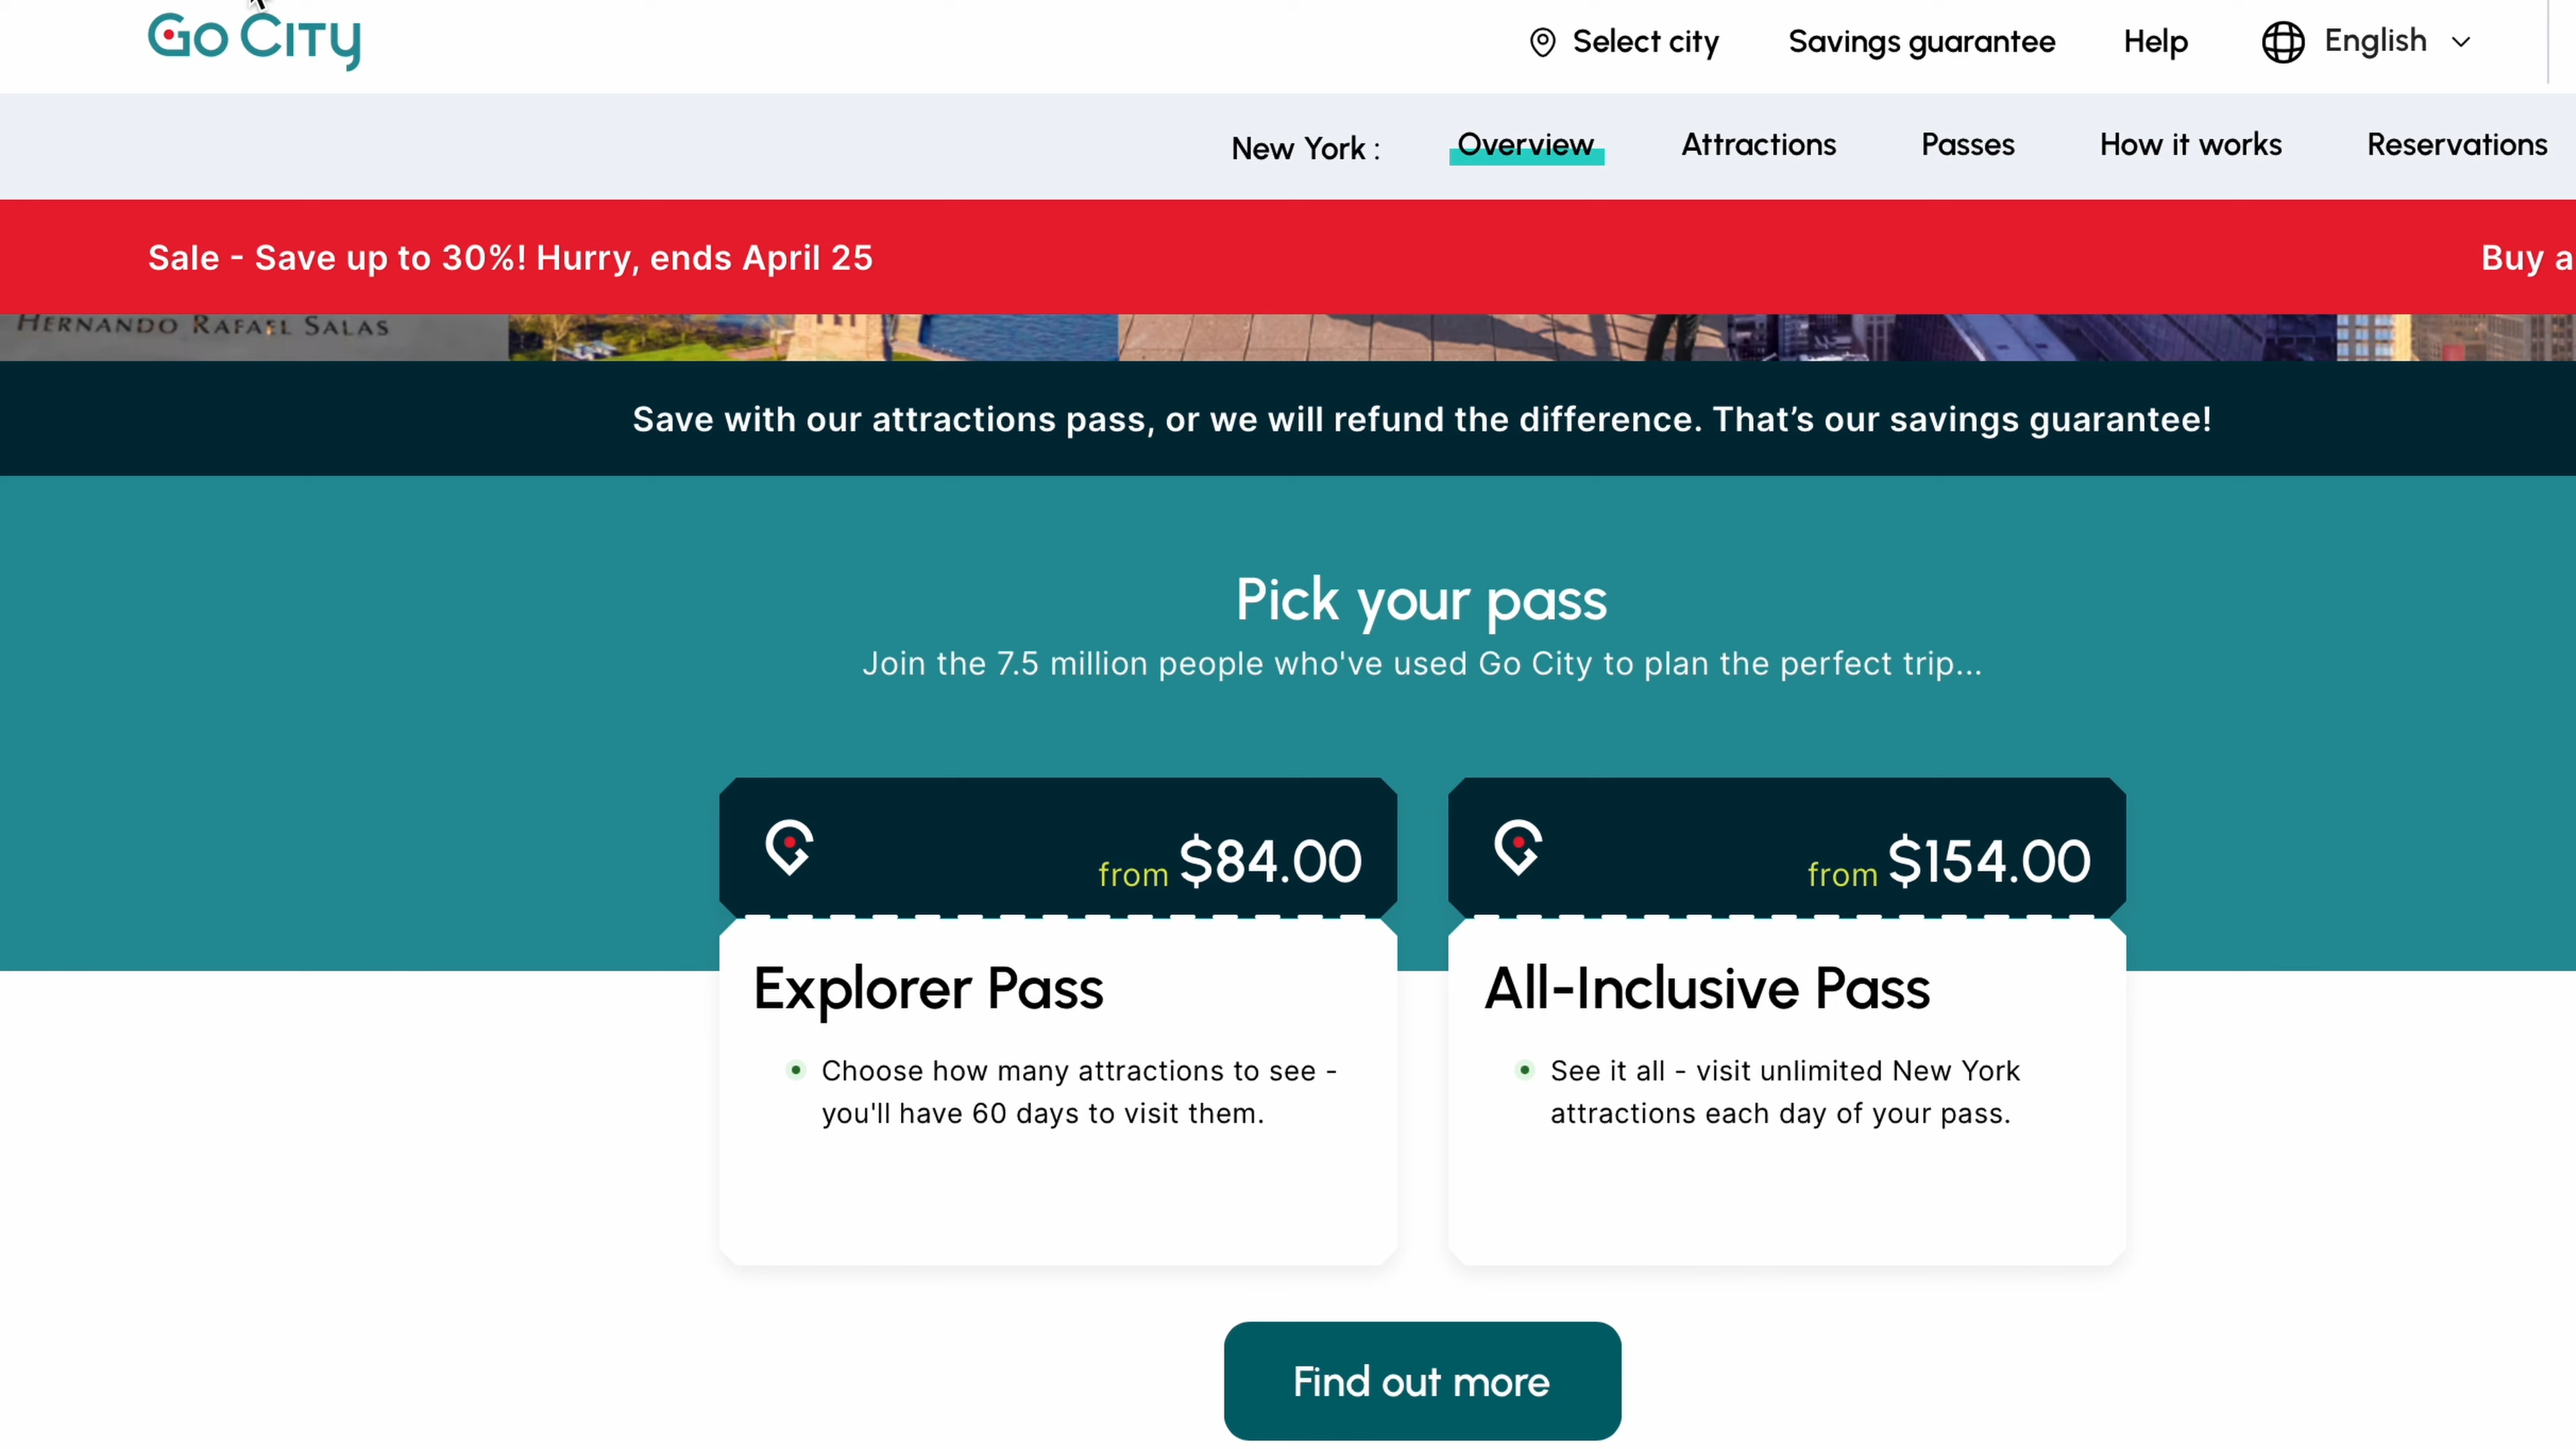 Go City
Select city
Savings guarantee
Help
English
New York :
Overview
Attractions
Passes
How it works
Reservations
Sale - Save up to 30%! Hurry, ends April 25
Buy a
HERNANDO RAFAEL SALAS
Save with our attractions pass, or we will refund the difference. That’s our savings guarantee!
Pick your pass
Join the 7.5 million people who've used Go City to plan the perfect trip...
from $84.00
Explorer Pass
Choose how many attractions to see -
you'll have 60 days to visit them.
from $154.00
All-Inclusive Pass
See it all - visit unlimited New York
attractions each day of your pass.
Find out more